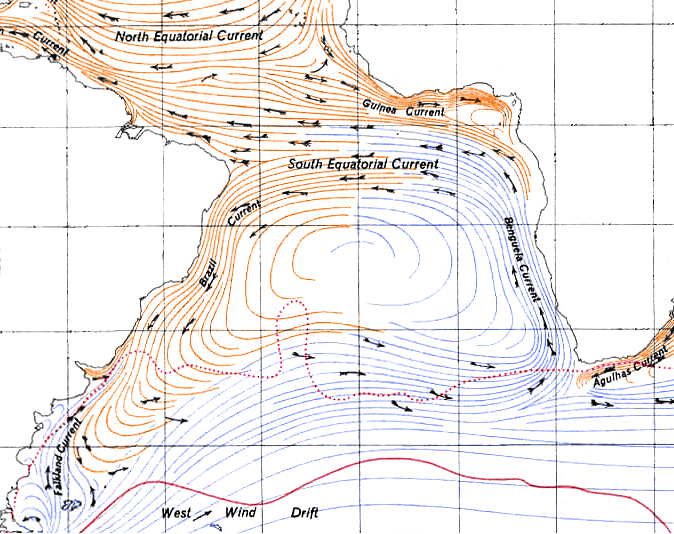 North Equatorial Current
Current
Guinea Current
South Equatorial Current
Current
Brazil
Benguela Current
Agulhas Current
Falkland Current
West Wind Drift